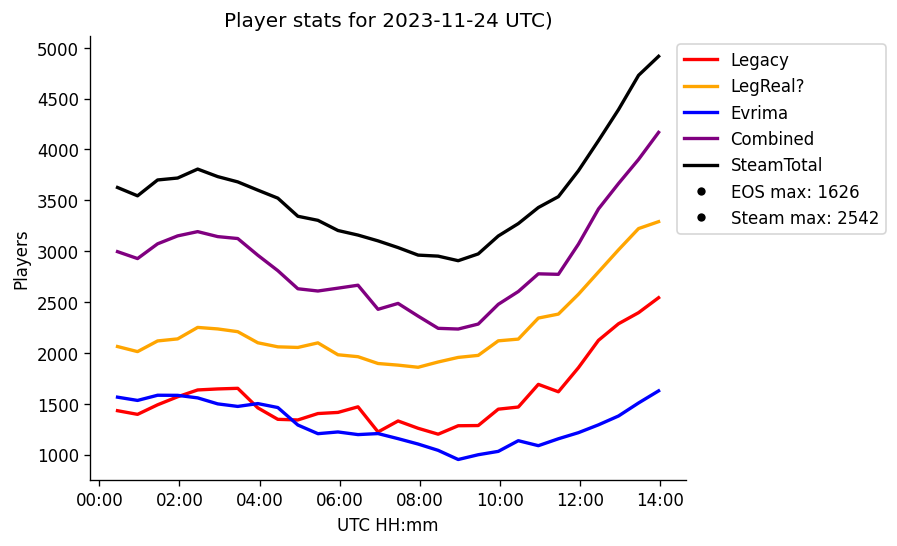 Player stats for 2023-11-24 UTC)
5000
4500
4000
3500
3000
2500
2000
1500
1000
Players
00:00 02:00 04:00 06:00 08:00 10:00 12:00 14:00
UTC HH:mm
Legacy
LegReal?
Evrima
Combined
SteamTotal
EOS max: 1626
Steam max: 2542